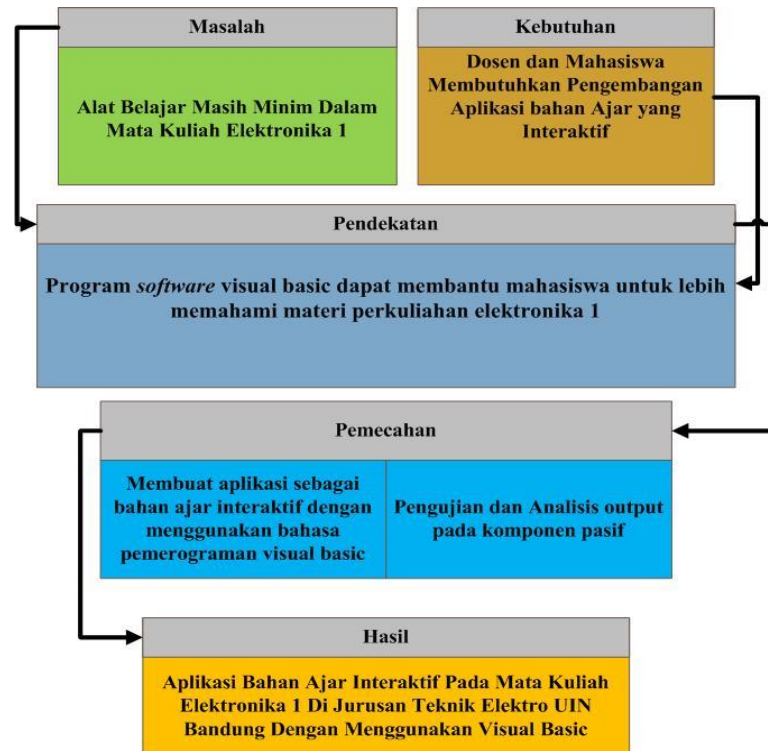 Masalah
Alat Belajar Masih Minim Dalam
Mata Kuliah Elektronika 1
Kebutuhan
Dosen dan Mahasiswa
Membutuhkan Pengembangan
Aplikasi bahan Ajar yang
Interaktif
Pendekatan
Program software visual basic dapat membantu mahasiswa untuk lebih
memahami materi perkuliahan elektronika 1
Pemecahan
Membuat aplikasi sebagai
bahan ajar interaktif dengan
menggunakan bahasa
pemerograman visual basic
Pengujian dan Analisis output
pada komponen pasif
Hasil
Aplikasi Bahan Ajar Interaktif Pada Mata Kuliah
Elektronika 1 Di Jurusan Teknik Elektro UIN
Bandung Dengan Menggunakan Visual Basic